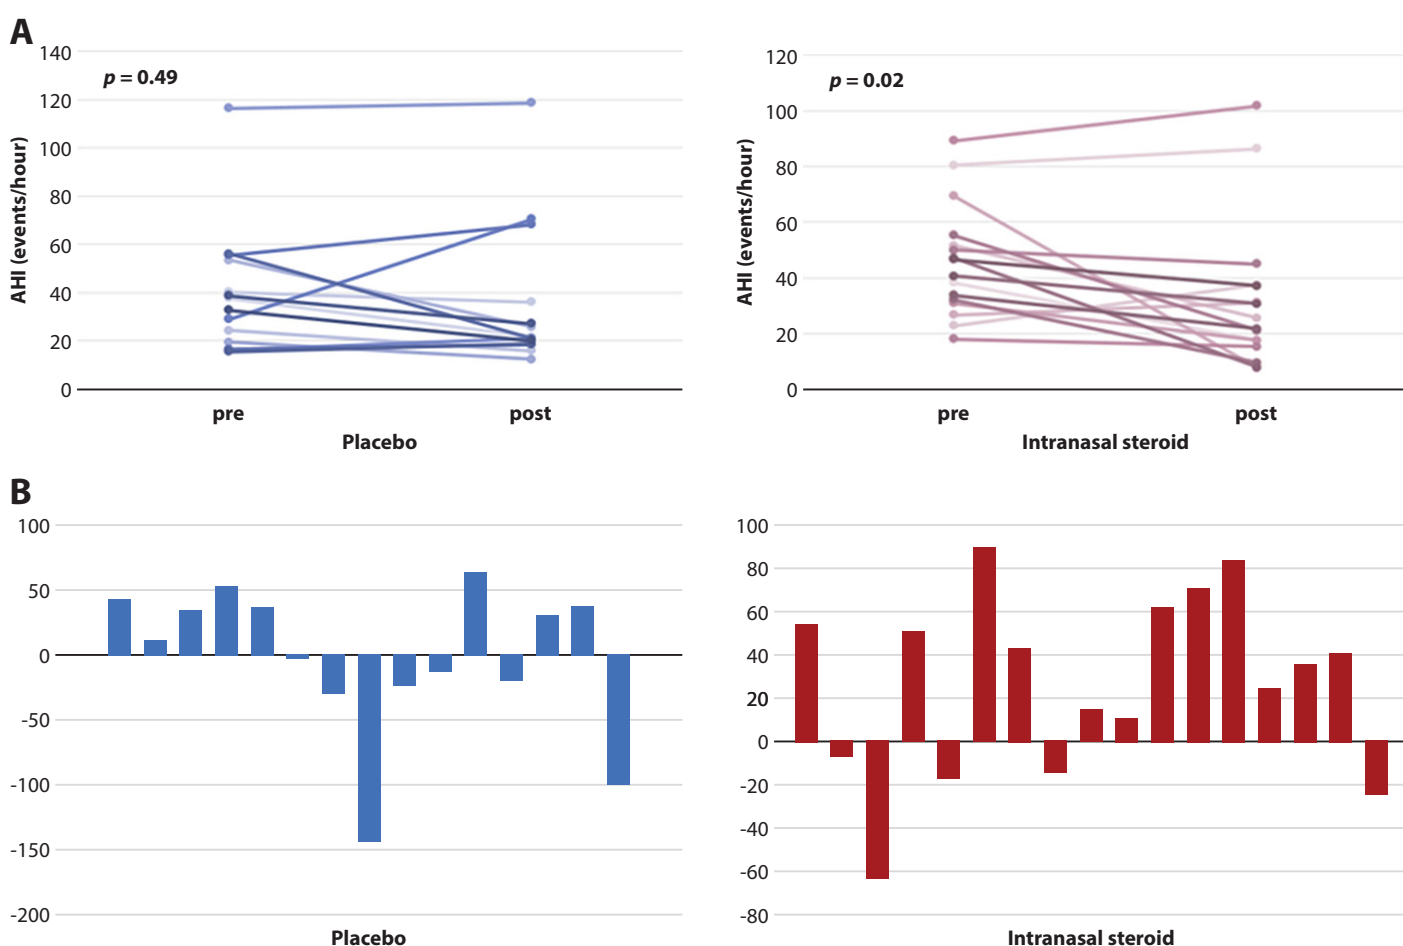 A
140
120
100
80
60
40
20
0
AHI (events/hour)
p = 0.49
pre
post
Placebo
120
100
80
60
40
20
0
AHI (events/hour)
p = 0.02
pre
post
Intranasal steroid
B
100
50
0
-50
-100
-150
-200
Placebo
100
80
60
40
20
0
-20
-40
-60
-80
Intranasal steroid